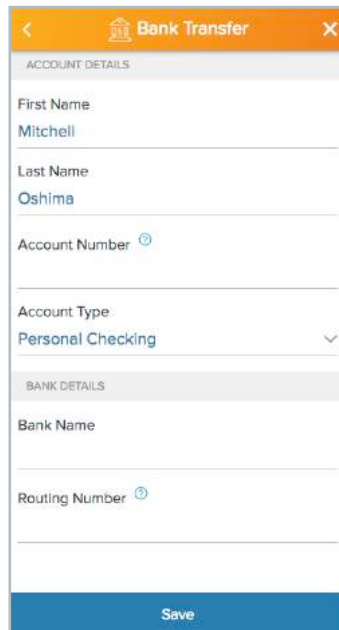 Bank Transfer
ACCOUNT DETAILS
First Name
Mitchell
Last Name
Oshima
Account Number
Account Type
Personal Checking
BANK DETAILS
Bank Name
Routing Number
Save